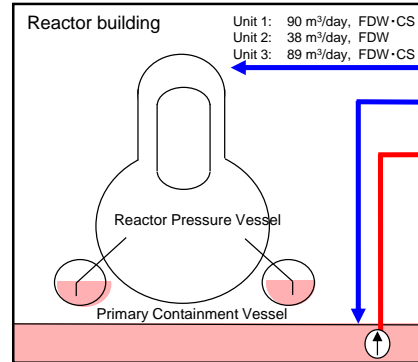 Reactor building
Unit 1: 90 m³/day, FDW・CS
Unit 2: 38 m³/day, FDW
Unit 3: 89 m³/day, FDW・CS
Reactor Pressure Vessel
Primary Containment Vessel